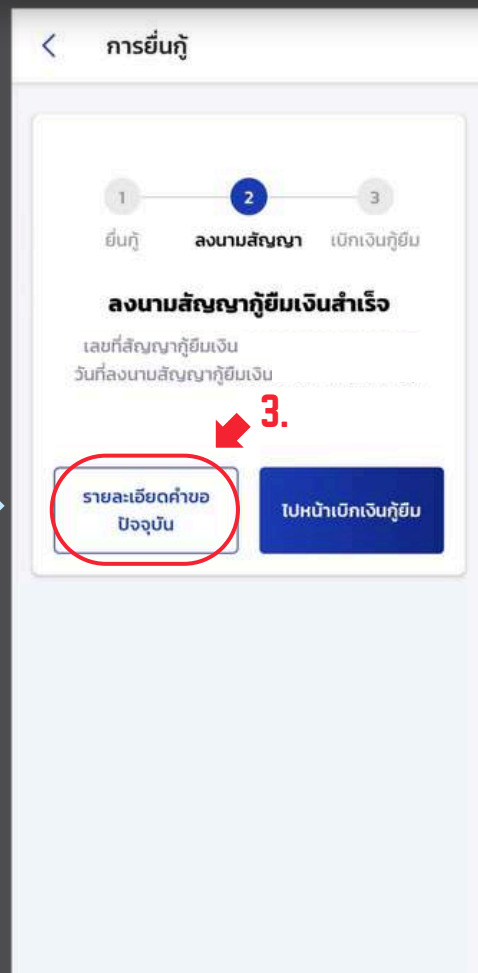 การยื่นกู้
1 2 3
ยื่นกู้ ลงนามสัญญา เบิกเงินกู้ยืม
ลงนามสัญญากู้ยืมเงินสำเร็จ
เลขที่สัญญากู้ยืมเงิน
วันที่ลงนามสัญญากู้ยืมเงิน
3.
รายละเอียดคำขอ
ปัจจุบัน
ไปหน้าเบิกเงินกู้ยืม